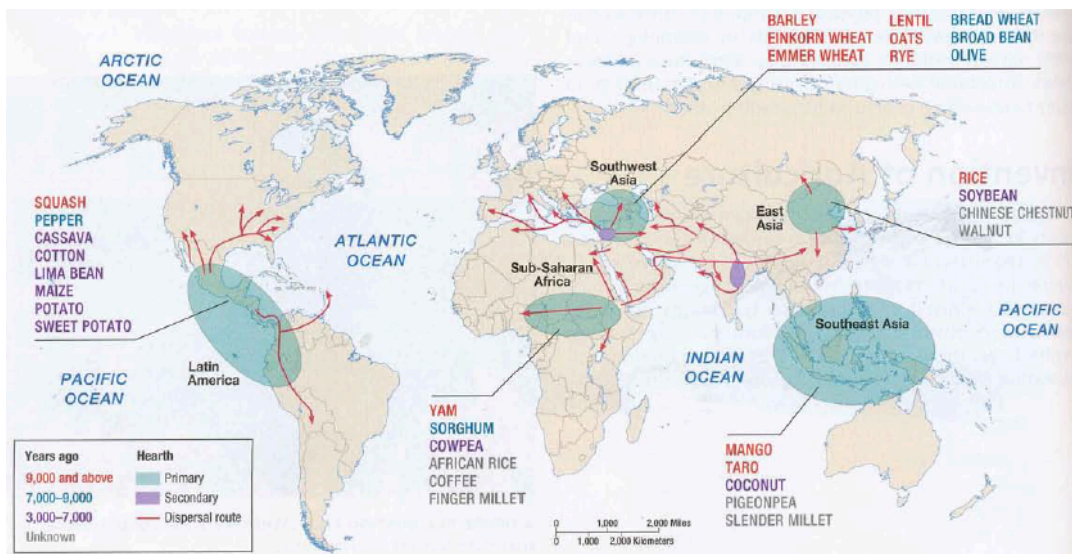 BARLEY
EINKORN WHEAT
EMMER WHEAT
LENTIL
OATS
RYE
BREAD WHEAT
BROAD BEAN
OLIVE
ARCTIC
OCEAN
Southwest
Asia
RICE
SOYBEAN
CHINESE CHESTNUT
WALNUT
East
Asia
SQUASH
PEPPER
CASSAVA
COTTON
LIMA BEAN
MAIZE
POTATO
SWEET POTATO
ATLANTIC
OCEAN
Sub-Saharan
Africa
PACIFIC
OCEAN
Southeast Asia
INDIAN
OCEAN
Latin
America
PACIFIC
OCEAN
YAM
SORGHUM
COWPEA
AFRICAN RICE
COFFEE
FINGER MILLET
MANGO
TARO
COCONUT
PIGEONPEA
SLENDER MILLET
Years ago
9,000 and above
7,000–9,000
3,000–7,000
Unknown
Hearth
Primary
Secondary
Dispersal route
0 1,000 2,000 Miles
0 1,000 2,000 Kilometers